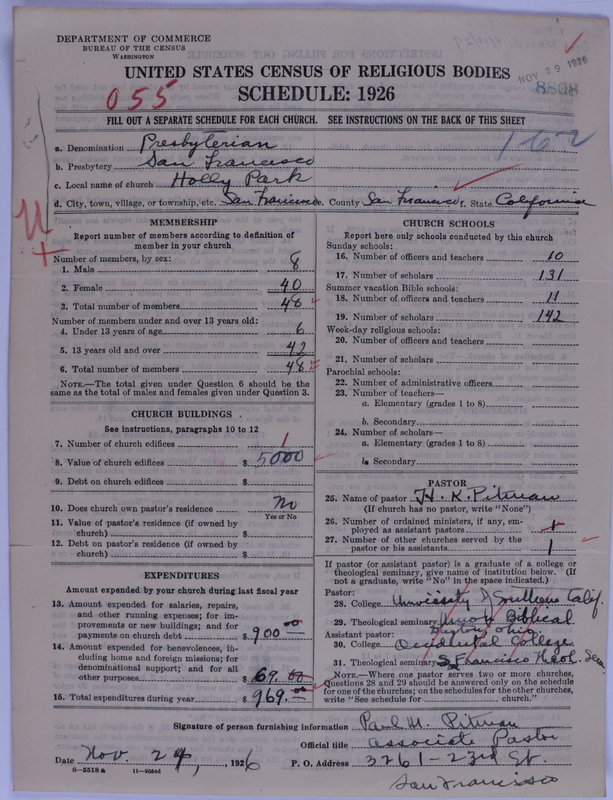 DEPARTMENT OF COMMERCE
BUREAU OF THE CENSUS
WASHINGTON
UNITED STATES CENSUS OF RELIGIOUS BODIES
NOV 29 1926
8808
055
SCHEDULE: 1926
FILL OUT A SEPARATE SCHEDULE FOR EACH CHURCH. SEE INSTRUCTIONS ON THE BACK OF THIS SHEET
162
a. Denomination Presbyterian
b. Presbytery San Francisco
c. Local name of church Holly Park
d. City, town, village, or township, etc. San Francisco e. County San Francisco f. State California
MEMBERSHIP
Report number of members according to definition of member in your church
Number of members, by sex:
1. Male 8
2. Female 40
3. Total number of members 48
Number of members under and over 13 years old:
4. Under 13 years of age 6
5. 13 years old and over 42
6. Total number of members 48
NOTE.—The total given under Question 6 should be the same as the total of males and females given under Question 3.
CHURCH BUILDINGS
See instructions, paragraphs 10 to 12
7. Number of church edifices 1
8. Value of church edifices $ 5000
9. Debt on church edifices $
10. Does church own pastor's residence No
Yes or No
11. Value of pastor's residence (if owned by church) $
12. Debt on pastor's residence (if owned by church) $
EXPENDITURES
Amount expended by your church during last fiscal year
13. Amount expended for salaries, repairs, and other running expenses; for improvements or new buildings; and for payments on church debt $ 900.00
14. Amount expended for benevolences, including home and foreign missions; for denominational support; and for all other purposes $ 69.00
15. Total expenditures during year $ 969.00
CHURCH SCHOOLS
Report here only schools conducted by this church
Sunday schools:
16. Number of officers and teachers 10
17. Number of scholars 131
Summer vacation Bible schools:
18. Number of officers and teachers 11
19. Number of scholars 142
Week-day religious schools:
20. Number of officers and teachers
21. Number of scholars
Parochial schools:
22. Number of administrative officers
23. Number of teachers—
a. Elementary (grades 1 to 8)
b. Secondary
24. Number of scholars—
a. Elementary (grades 1 to 8)
b. Secondary
PASTOR
25. Name of pastor H. K. Pitman
(If church has no pastor, write "None")
26. Number of ordained ministers, if any, employed as assistant pastors 1
27. Number of other churches served by the pastor or his assistants 1
If pastor (or assistant pastor) is a graduate of a college or theological seminary, give name of institution below. (If not a graduate, write "No" in the space indicated.)
Pastor:
28. College University of Southern Calif
29. Theological seminary Biblical
Dayton Ohio
Assistant pastor:
30. College Occidental College
31. Theological seminary S. Francisco Theol. Sem.
NOTE.—Where one pastor serves two or more churches, Questions 28 and 29 should be answered only on the schedule for one of the churches; on the schedules for the other churches, write "See schedule for ________ church."
Signature of person furnishing information Paul M. Pitman
Official title Associate Pastor
Date Nov. 24, 1926 P. O. Address 3261-23rd St.
San Francisco
8—5518 a